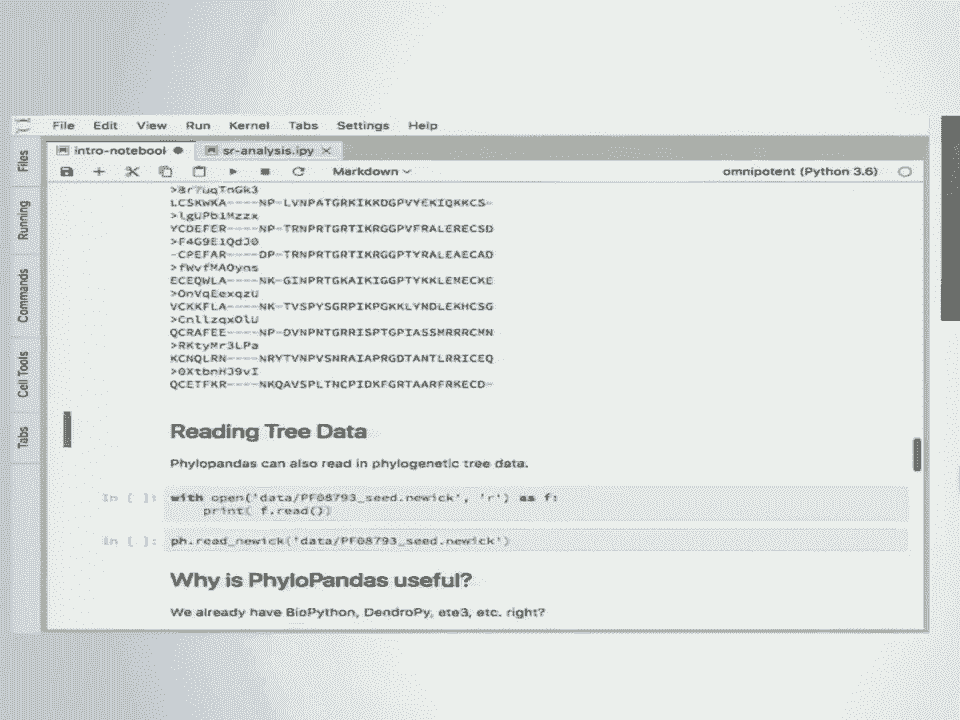 File Edit View Run Kernel Tabs Settings Help
intro-notebook sr-analysis.ipy
Markdown omnipotent (Python 3.6)
Files
Running
Commands
Cell Tools
Tabs
>8r7uqTnGk3
LCSKWKA----NP-LVNPATGRKIKKDGPVYEKIQKKCS-
>lgUPb1Mzzx
YCDEFER----NP-TRNPRTGRTIKRGGPVFRALERECSD
>F4G9E1QdJ0
-CPEFAR----DP-TRNPRTGRTIKRGGPTYRALEAECAD
>fWvfMAOyns
ECEQWLA----NK-GINPRTGKAIKIGGPTYKKLEMECKE
>OnVqEexqzU
VCKKFLA----NK-TVSPYSGRPIKPGKKLYNDLEKHCSG
>CnllzqxOlU
QCRAFEE----NP-DVNPNTGRRISPTGPIASSMRRRCMN
>RKtyMr3LPa
KCNQLRN----NRYTVNPVSNRAIAPRGDTANTLRRICEQ
>0XtbnHJ9vI
QCETFKR----NKQAVSPLTNCPIDKFGRTAARFRKECD-
Reading Tree Data
Phylopandas can also read in phylogenetic tree data.
In [ ]: with open('data/PF08793_seed.newick', 'r') as f:
print( f.read())
In [ ]: ph.read_newick('data/PF08793_seed.newick')
Why is PhyloPandas useful?
We already have BioPython, DendroPy, ete3, etc. right?